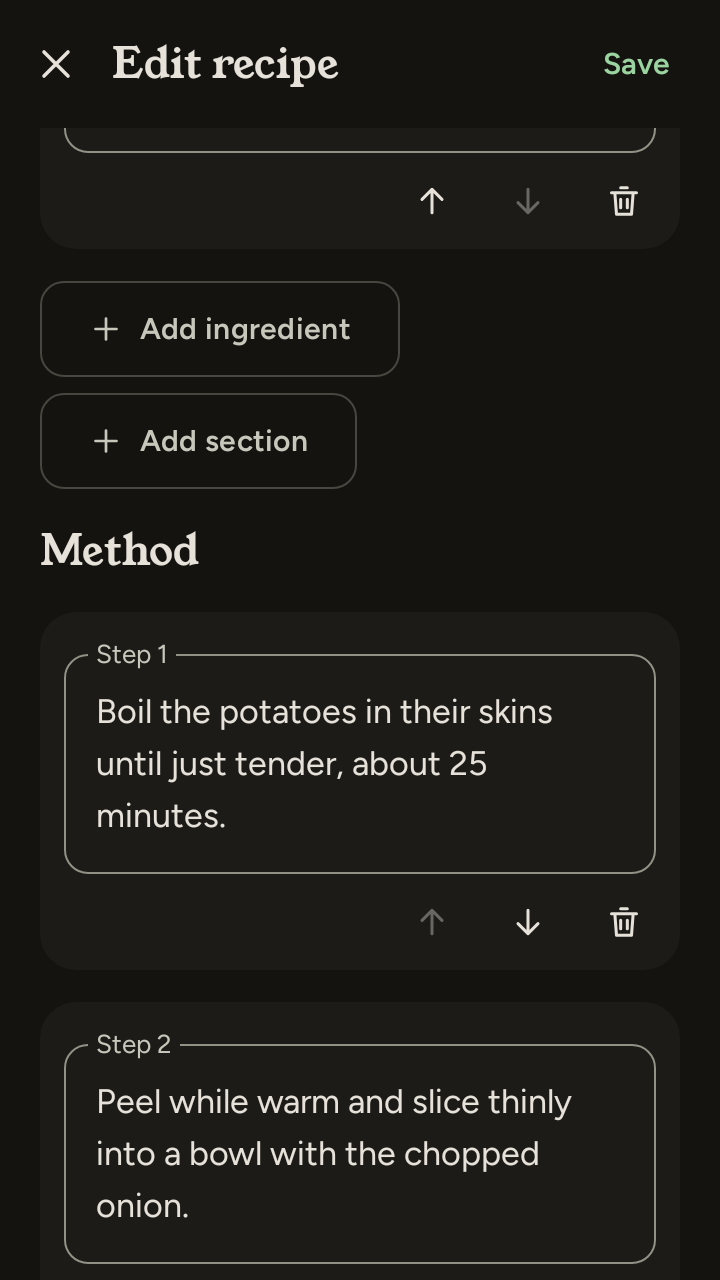 Edit recipe
Save
Add ingredient
Add section
Method
Step 1
Boil the potatoes in their skins
until just tender, about 25
minutes.
Step 2
Peel while warm and slice thinly
into a bowl with the chopped
onion.